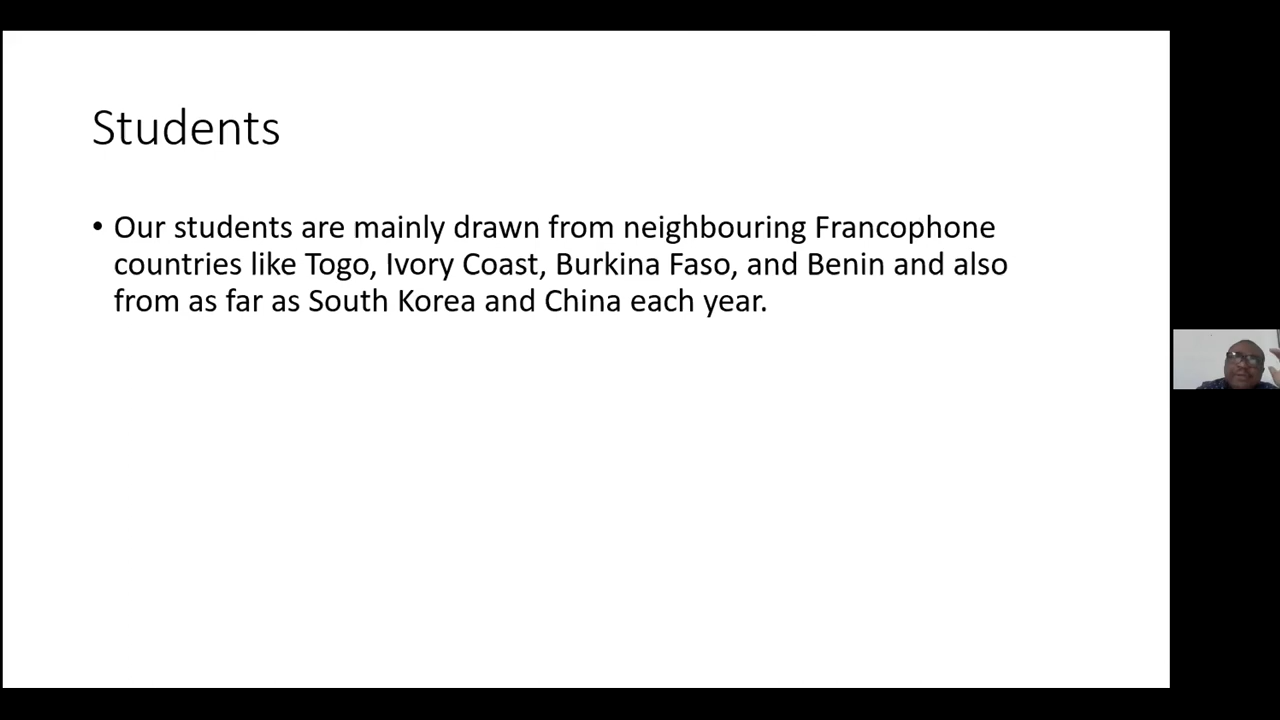 Students
• Our students are mainly drawn from neighbouring Francophone
countries like Togo, Ivory Coast, Burkina Faso, and Benin and also
from as far as South Korea and China each year.